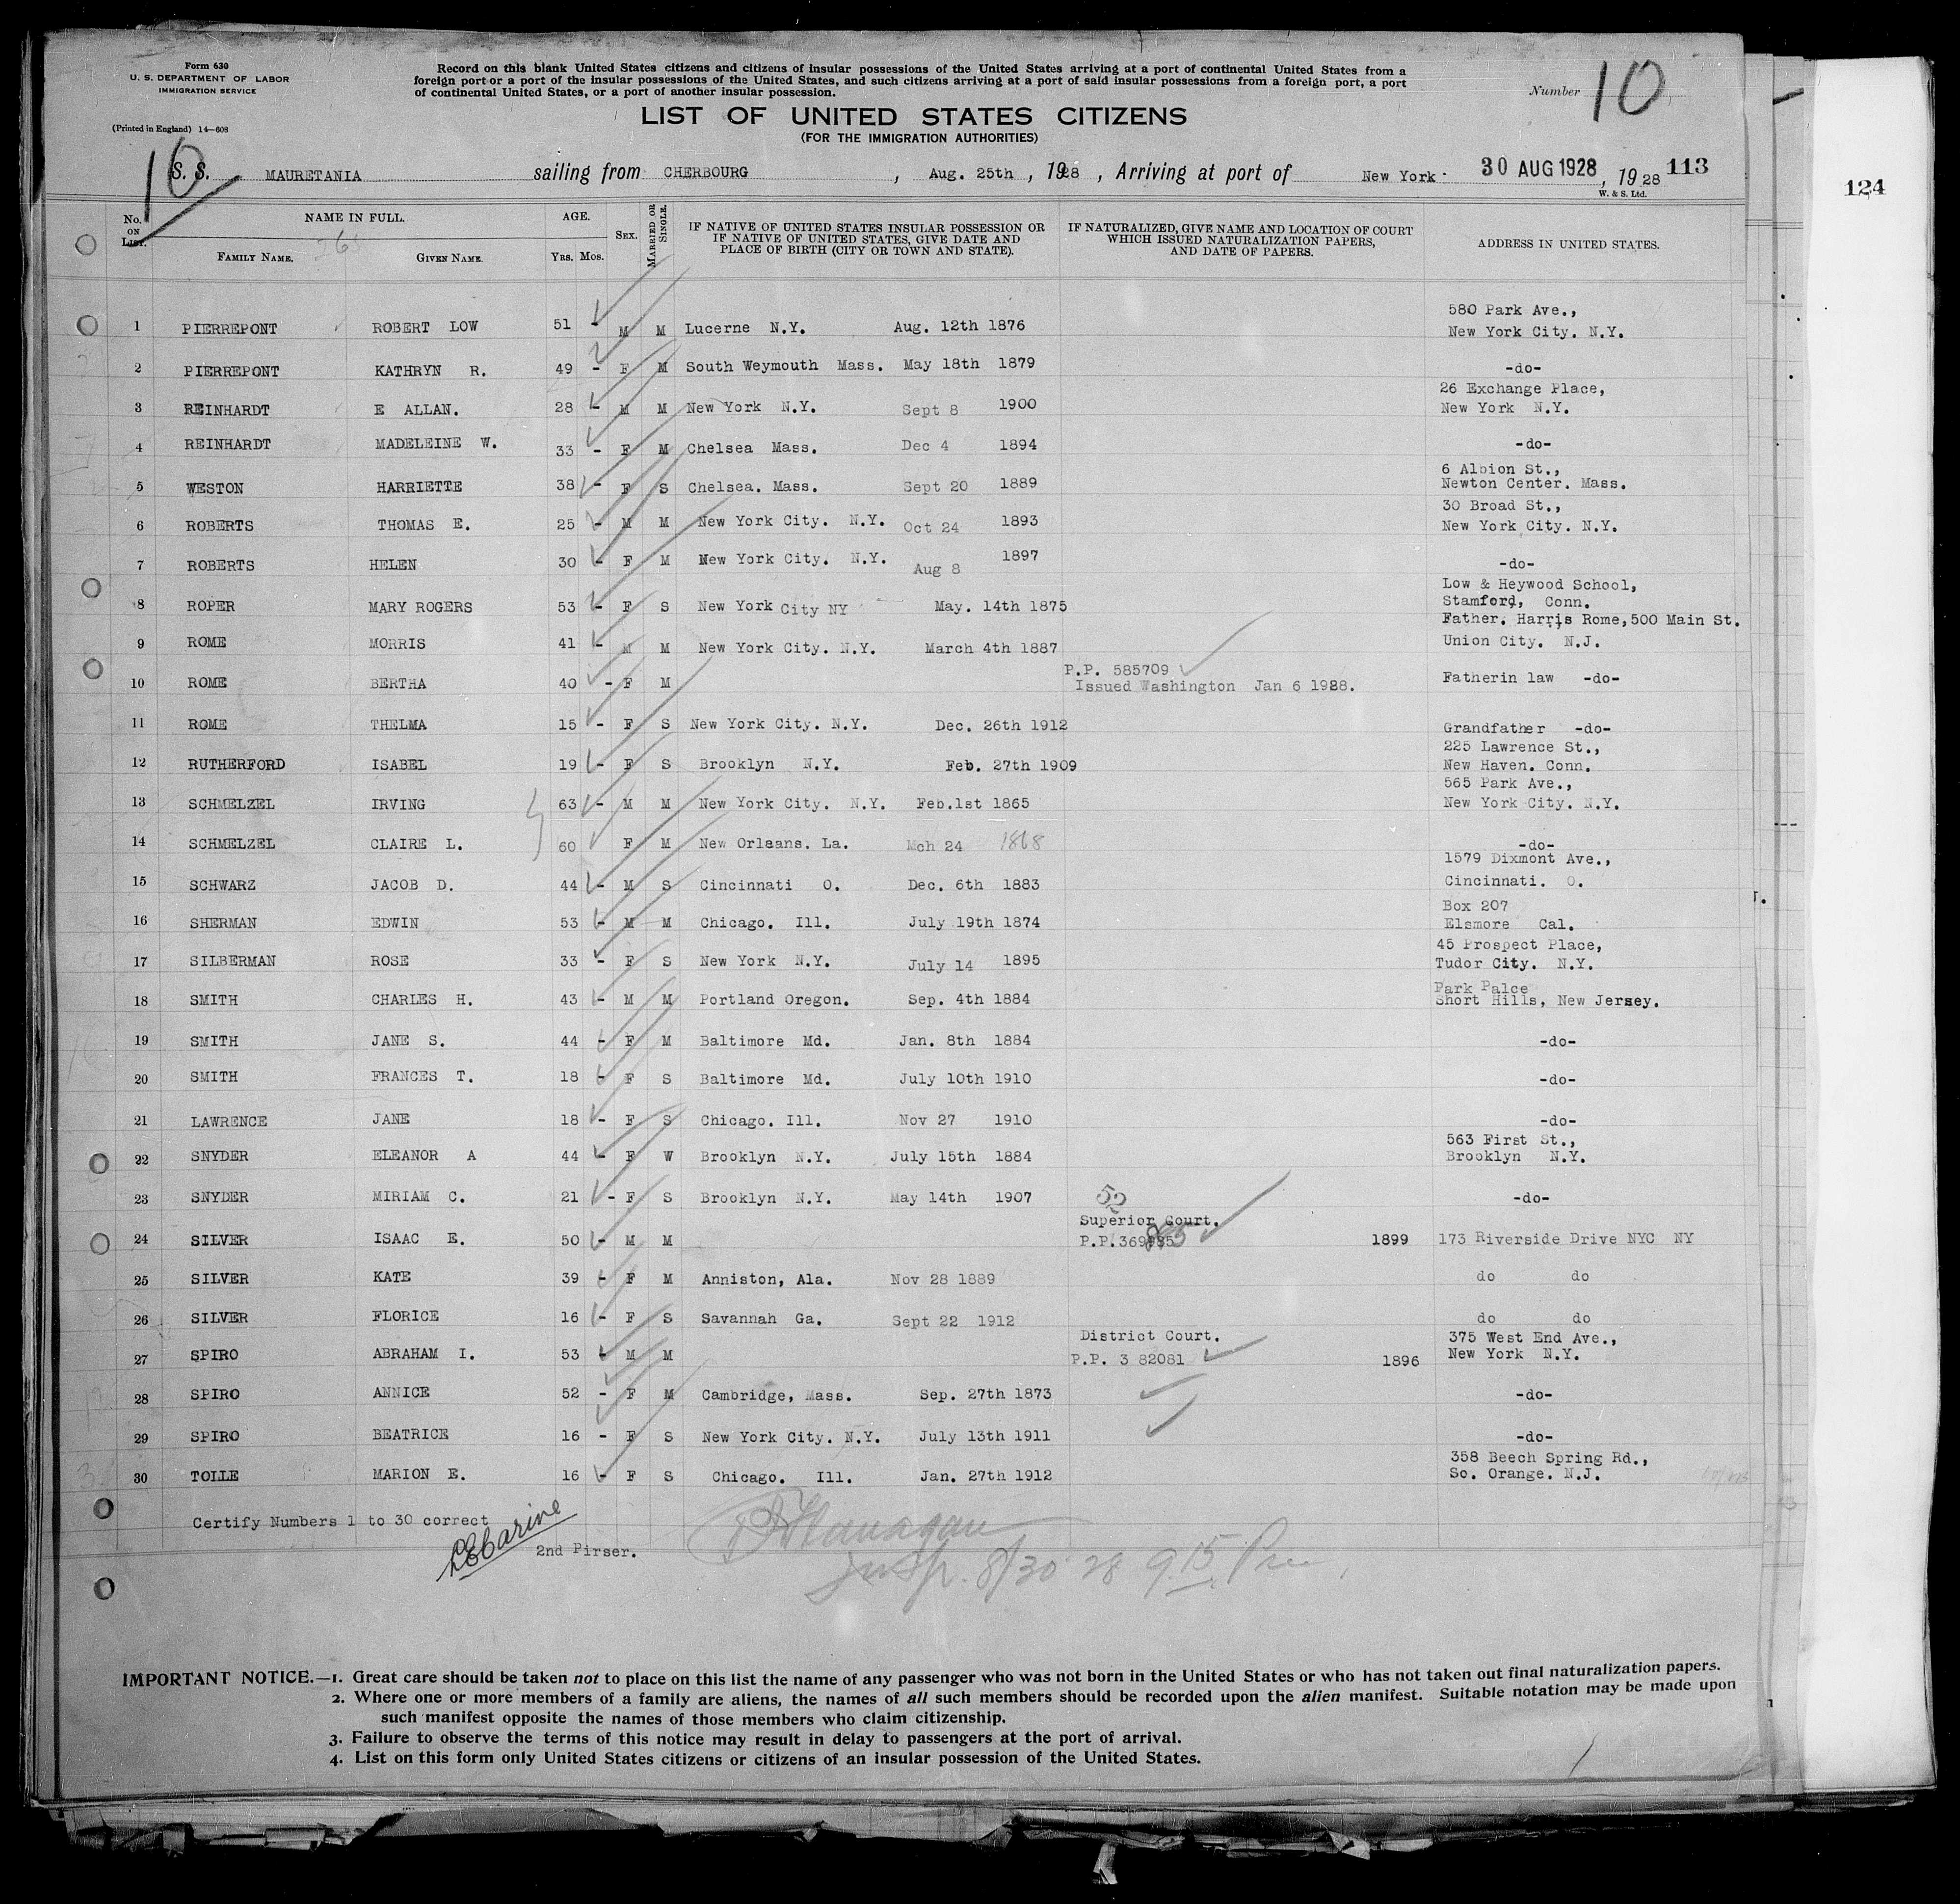 Form 630
U. S. DEPARTMENT OF LABOR
IMMIGRATION SERVICE
(Printed in England) 14—608
Record on this blank United States citizens and citizens of insular possessions of the United States arriving at a port of continental United States from a
foreign port or a port of the insular possessions of the United States, and such citizens arriving at a port of said insular possessions from a foreign port, a port
of continental United States, or a port of another insular possession.
Number 10
LIST OF UNITED STATES CITIZENS
(FOR THE IMMIGRATION AUTHORITIES)
10
S. S. MAURETANIA sailing from CHERBOURG , Aug. 25th , 1928 , Arriving at port of New York. 30 AUG 1928 , 19 28 113
W. & S. Ltd.
124
No. ON LIST. NAME IN FULL. AGE. SEX. MARRIED OR SINGLE. IF NATIVE OF UNITED STATES INSULAR POSSESSION OR IF NATIVE OF UNITED STATES, GIVE DATE AND PLACE OF BIRTH (CITY OR TOWN AND STATE). IF NATURALIZED, GIVE NAME AND LOCATION OF COURT WHICH ISSUED NATURALIZATION PAPERS, AND DATE OF PAPERS. ADDRESS IN UNITED STATES.
FAMILY NAME. GIVEN NAME. Yrs. Mos.
580 Park Ave.,
1 PIERREPONT ROBERT LOW 51 - M M Lucerne N.Y. Aug. 12th 1876 New York City. N.Y.
2 PIERREPONT KATHRYN R. 49 - F M South Weymouth Mass. May 18th 1879 -do-
26 Exchange Place,
3 REINHARDT E ALLAN. 28 - M M New York N.Y. Sept 8 1900 New York N.Y.
4 REINHARDT MADELEINE W. 33 - F M Chelsea Mass. Dec 4 1894 -do-
6 Albion St.,
5 WESTON HARRIETTE 38 - F S Chelsea. Mass. Sept 20 1889 Newton Center. Mass.
30 Broad St.,
6 ROBERTS THOMAS E. 25 - M M New York City. N.Y. Oct 24 1893 New York City. N.Y.
7 ROBERTS HELEN 30 - F M New York City. N.Y. Aug 8 1897 -do-
Low & Heywood School,
8 ROPER MARY ROGERS 53 - F S New York City NY May. 14th 1875 Stamford, Conn.
Father. Harris Rome,500 Main St.
9 ROME MORRIS 41 - M M New York City. N.Y. March 4th 1887 Union City. N.J.
P.P. 585709
10 ROME BERTHA 40 - F M Issued Washington Jan 6 1928. Fatherin law -do-
11 ROME THELMA 15 - F S New York City. N.Y. Dec. 26th 1912 Grandfather -do-
225 Lawrence St.,
12 RUTHERFORD ISABEL 19 - F S Brooklyn N.Y. Feb. 27th 1909 New Haven. Conn.
565 Park Ave.,
13 SCHMELZEL IRVING 63 - M M New York City. N.Y. Feb.1st 1865 New York City. N.Y.
14 SCHMELZEL CLAIRE L. 60 F M New Orleans. La. Mch 24 1868 -do-
1579 Dixmont Ave.,
15 SCHWARZ JACOB D. 44 - M S Cincinnati O. Dec. 6th 1883 Cincinnati. O.
Box 207
16 SHERMAN EDWIN 53 - M M Chicago. Ill. July 19th 1874 Elsmore Cal.
45 Prospect Place,
17 SILBERMAN ROSE 33 - F S New York N.Y. July 14 1895 Tudor City. N.Y.
Park Palce
18 SMITH CHARLES H. 43 - M M Portland Oregon. Sep. 4th 1884 Short Hills, New Jersey.
19 SMITH JANE S. 44 - F M Baltimore Md. Jan. 8th 1884 -do-
20 SMITH FRANCES T. 18 - F S Baltimore Md. July 10th 1910 -do-
21 LAWRENCE JANE 18 - F S Chicago. Ill. Nov 27 1910 -do-
563 First St.,
22 SNYDER ELEANOR A 44 - F W Brooklyn N.Y. July 15th 1884 Brooklyn N.Y.
23 SNYDER MIRIAM C. 21 - F S Brooklyn N.Y. May 14th 1907 -do-
52
Superior Court.
24 SILVER ISAAC E. 50 - M M P.P. 1899 173 Riverside Drive NYC NY
25 SILVER KATE 39 - F M Anniston, Ala. Nov 28 1889 do do
26 SILVER FLORICE 16 - F S Savannah Ga. Sept 22 1912 do do
District Court. 375 West End Ave.,
27 SPIRO ABRAHAM I. 53 - M M P.P. 3 82081 1896 New York N.Y.
28 SPIRO ANNICE 52 - F M Cambridge, Mass. Sep. 27th 1873 -do-
29 SPIRO BEATRICE 16 - F S New York City. N.Y. July 13th 1911 -do-
358 Beech Spring Rd.,
30 TOLLE MARION E. 16 - F S Chicago. Ill. Jan. 27th 1912 So. Orange. N.J.
Certify Numbers 1 to 30 correct
2nd Pirser.
Flanagan
Insp. 8/30 28 9.15 Pm.
IMPORTANT NOTICE.—1. Great care should be taken not to place on this list the name of any passenger who was not born in the United States or who has not taken out final naturalization papers.
2. Where one or more members of a family are aliens, the names of all such members should be recorded upon the alien manifest. Suitable notation may be made upon
such manifest opposite the names of those members who claim citizenship.
3. Failure to observe the terms of this notice may result in delay to passengers at the port of arrival.
4. List on this form only United States citizens or citizens of an insular possession of the United States.